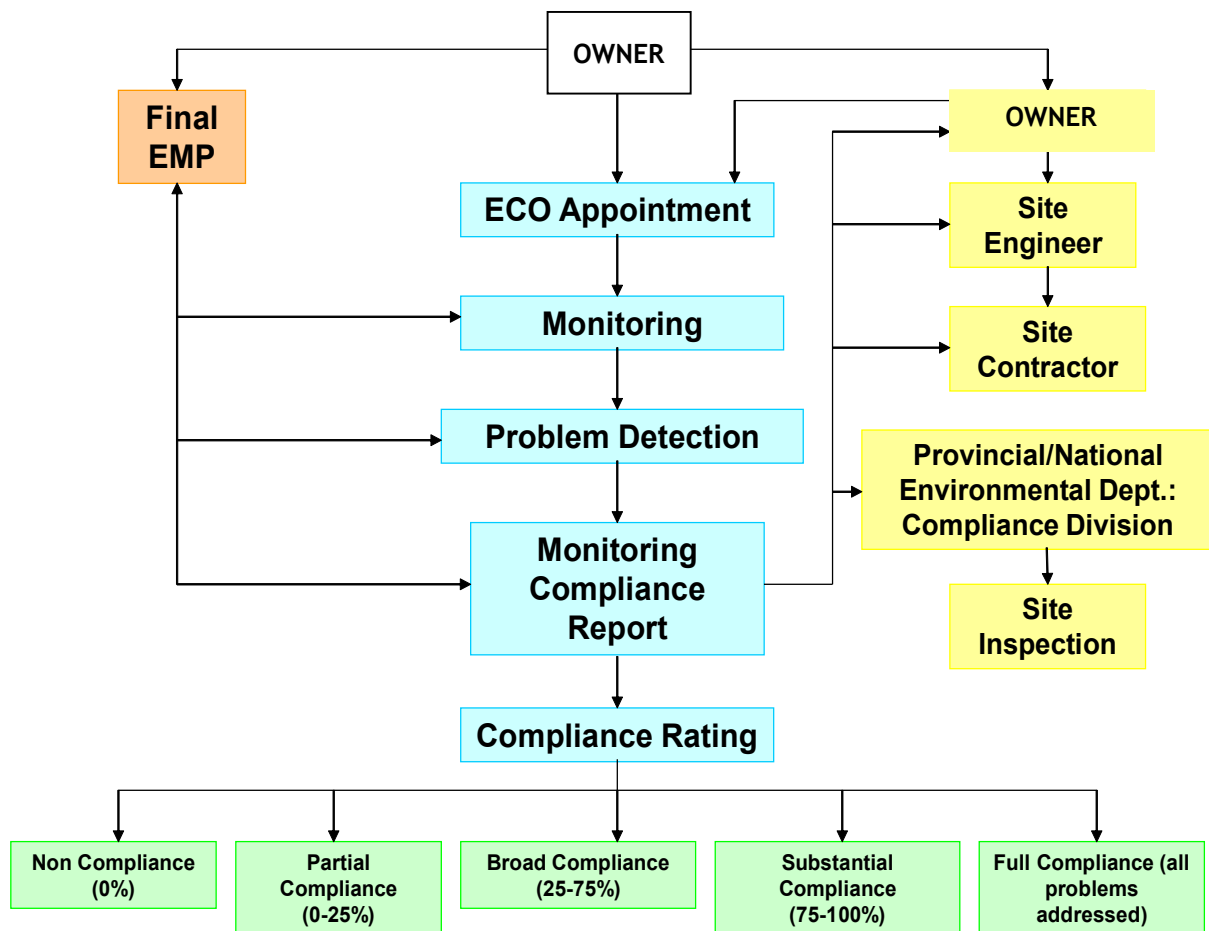 OWNER
Final
EMP
OWNER
ECO Appointment
Site
Engineer
Monitoring
Site
Contractor
Problem Detection
Provincial/National
Environmental Dept.:
Compliance Division
Monitoring
Compliance
Report
Site
Inspection
Compliance Rating
Non Compliance
(0%)
Partial
Compliance
(0-25%)
Broad Compliance
(25-75%)
Substantial
Compliance
(75-100%)
Full Compliance (all
problems
addressed)